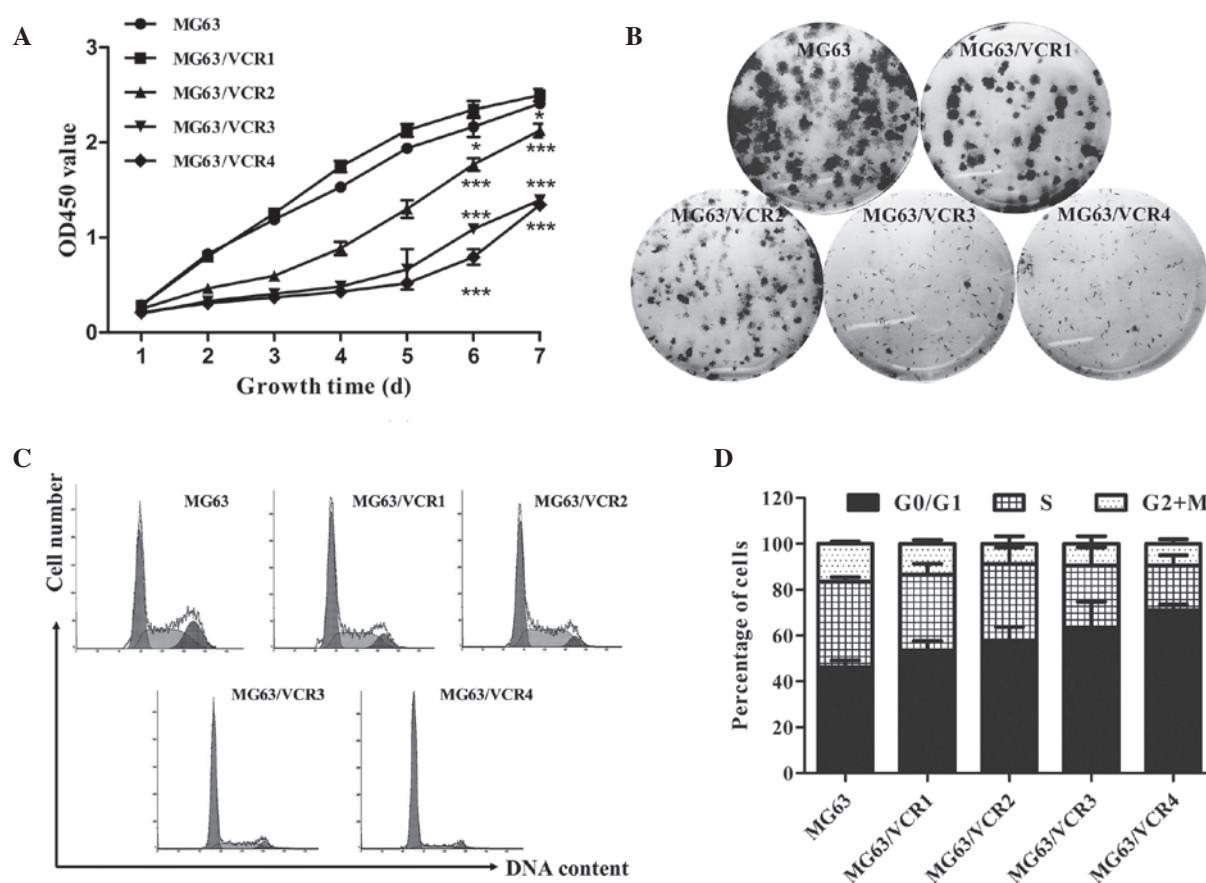 A
MG63
MG63/VCR1
MG63/VCR2
MG63/VCR3
MG63/VCR4
OD450 value
3
2
1
0
*
*
***
***
***
***
***
***
1 2 3 4 5 6 7
Growth time (d)
B
MG63
MG63/VCR1
MG63/VCR2
MG63/VCR3
MG63/VCR4
C
Cell number
MG63
MG63/VCR1
MG63/VCR2
MG63/VCR3
MG63/VCR4
DNA content
D
G0/G1 S G2+M
Percentage of cells
120
100
80
60
40
20
0
MG63
MG63/VCR1
MG63/VCR2
MG63/VCR3
MG63/VCR4